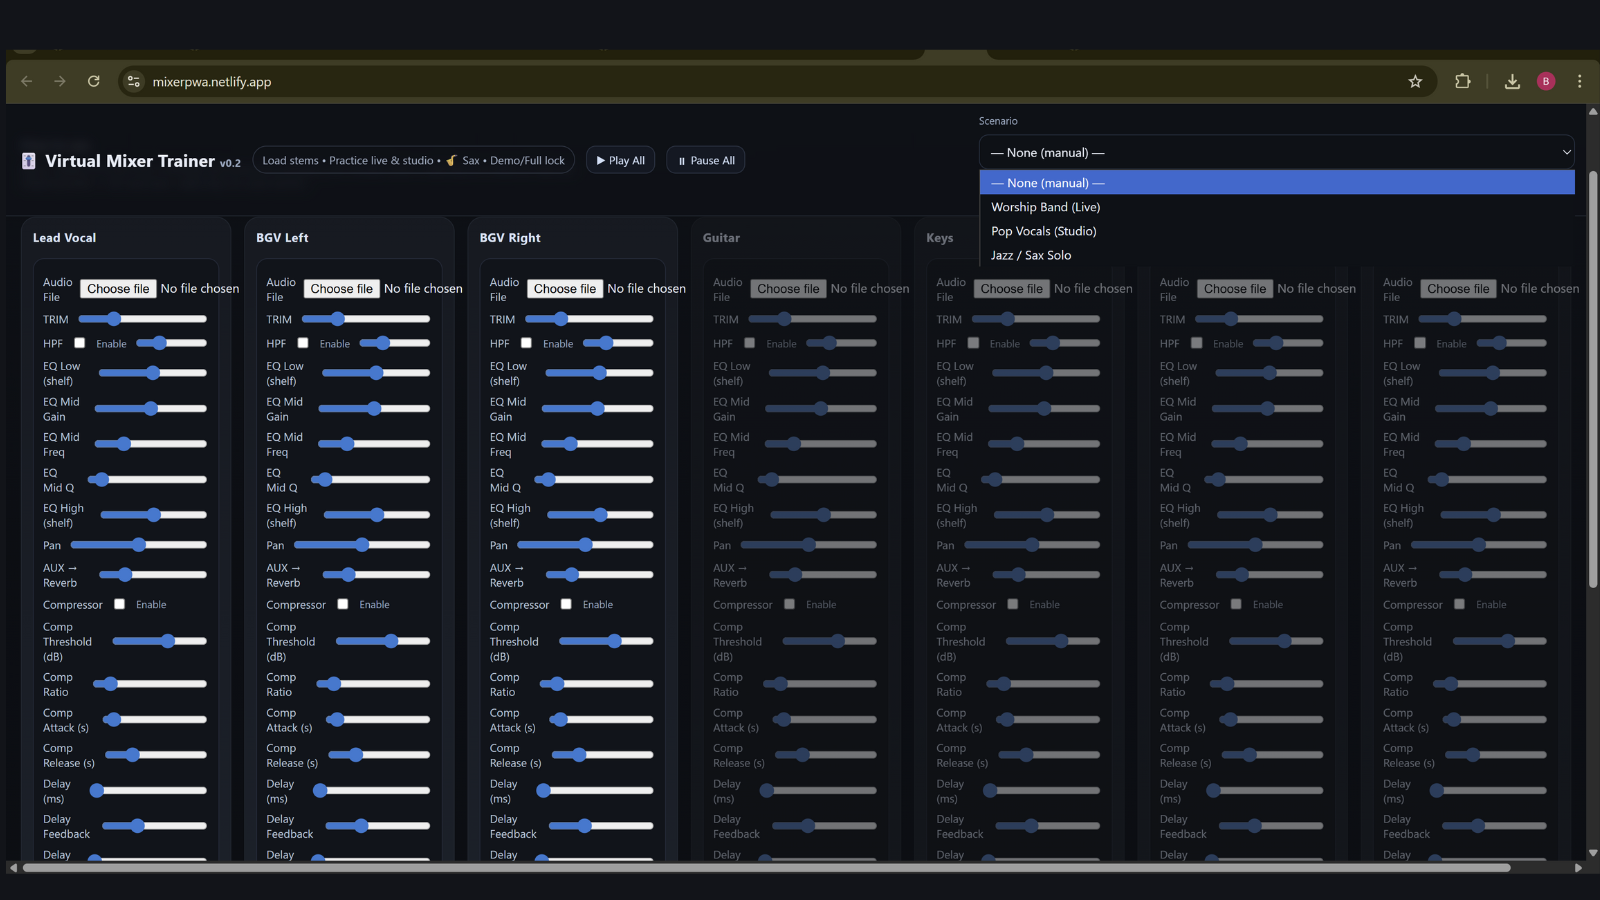 mixerpwa.netlify.app
B
Scenario
— None (manual) —
Virtual Mixer Trainer v0.2
Load stems • Practice live & studio • 🎷 Sax • Demo/Full lock
▶ Play All
⏸ Pause All
— None (manual) —
Worship Band (Live)
Pop Vocals (Studio)
Jazz / Sax Solo
Lead Vocal
Audio File
Choose file No file chosen
TRIM
HPF Enable
EQ Low (shelf)
EQ Mid Gain
EQ Mid Freq
EQ Mid Q
EQ High (shelf)
Pan
AUX → Reverb
Compressor Enable
Comp Threshold (dB)
Comp Ratio
Comp Attack (s)
Comp Release (s)
Delay (ms)
Delay Feedback
Delay
BGV Left
Audio File
Choose file No file chosen
TRIM
HPF Enable
EQ Low (shelf)
EQ Mid Gain
EQ Mid Freq
EQ Mid Q
EQ High (shelf)
Pan
AUX → Reverb
Compressor Enable
Comp Threshold (dB)
Comp Ratio
Comp Attack (s)
Comp Release (s)
Delay (ms)
Delay Feedback
Delay
BGV Right
Audio File
Choose file No file chosen
TRIM
HPF Enable
EQ Low (shelf)
EQ Mid Gain
EQ Mid Freq
EQ Mid Q
EQ High (shelf)
Pan
AUX → Reverb
Compressor Enable
Comp Threshold (dB)
Comp Ratio
Comp Attack (s)
Comp Release (s)
Delay (ms)
Delay Feedback
Delay
Guitar
Audio File
Choose file No file chosen
TRIM
HPF Enable
EQ Low (shelf)
EQ Mid Gain
EQ Mid Freq
EQ Mid Q
EQ High (shelf)
Pan
AUX → Reverb
Compressor Enable
Comp Threshold (dB)
Comp Ratio
Comp Attack (s)
Comp Release (s)
Delay (ms)
Delay Feedback
Delay
Keys
Audio File
Choose file No file chosen
TRIM
HPF Enable
EQ Low (shelf)
EQ Mid Gain
EQ Mid Freq
EQ Mid Q
EQ High (shelf)
Pan
AUX → Reverb
Compressor Enable
Comp Threshold (dB)
Comp Ratio
Comp Attack (s)
Comp Release (s)
Delay (ms)
Delay Feedback
Delay
Audio File
Choose file No file chosen
TRIM
HPF Enable
EQ Low (shelf)
EQ Mid Gain
EQ Mid Freq
EQ Mid Q
EQ High (shelf)
Pan
AUX → Reverb
Compressor Enable
Comp Threshold (dB)
Comp Ratio
Comp Attack (s)
Comp Release (s)
Delay (ms)
Delay Feedback
Delay
Audio File
Choose file No file chosen
TRIM
HPF Enable
EQ Low (shelf)
EQ Mid Gain
EQ Mid Freq
EQ Mid Q
EQ High (shelf)
Pan
AUX → Reverb
Compressor Enable
Comp Threshold (dB)
Comp Ratio
Comp Attack (s)
Comp Release (s)
Delay (ms)
Delay Feedback
Delay